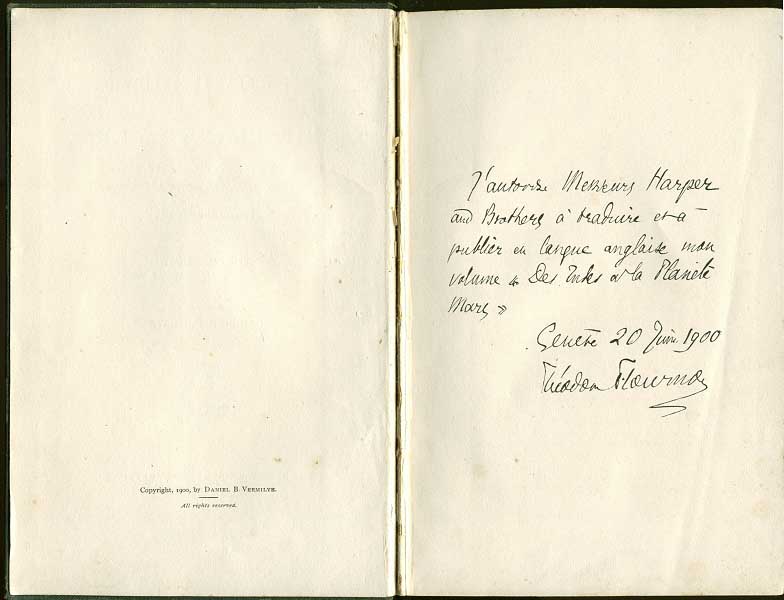 Copyright, 1900, by DANIEL B. VERMILYE.
All rights reserved.
J'autorise Messieurs Harper
and Brothers à traduire et à
publier en langue anglaise mon
volume « Des Indes à la Planète
Mars »
Genève 20 Juin 1900
Théodore Flournoy